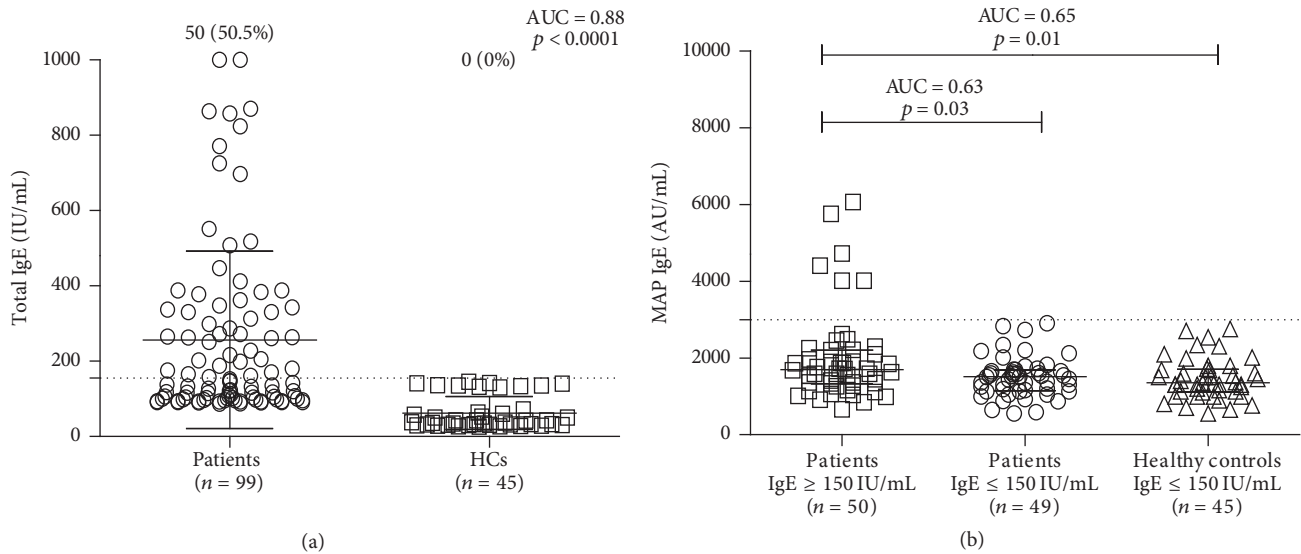 50 (50.5%)
AUC = 0.88
p < 0.0001
0 (0%)
1000
800
600
400
200
0
Total IgE (IU/mL)
Patients
(n = 99)
HCs
(n = 45)
(a)
AUC = 0.65
p = 0.01
AUC = 0.63
p = 0.03
10000
8000
6000
4000
2000
0
MAP IgE (AU/mL)
Patients
IgE ≥ 150 IU/mL
(n = 50)
Patients
IgE ≤ 150 IU/mL
(n = 49)
Healthy controls
IgE ≤ 150 IU/mL
(n = 45)
(b)